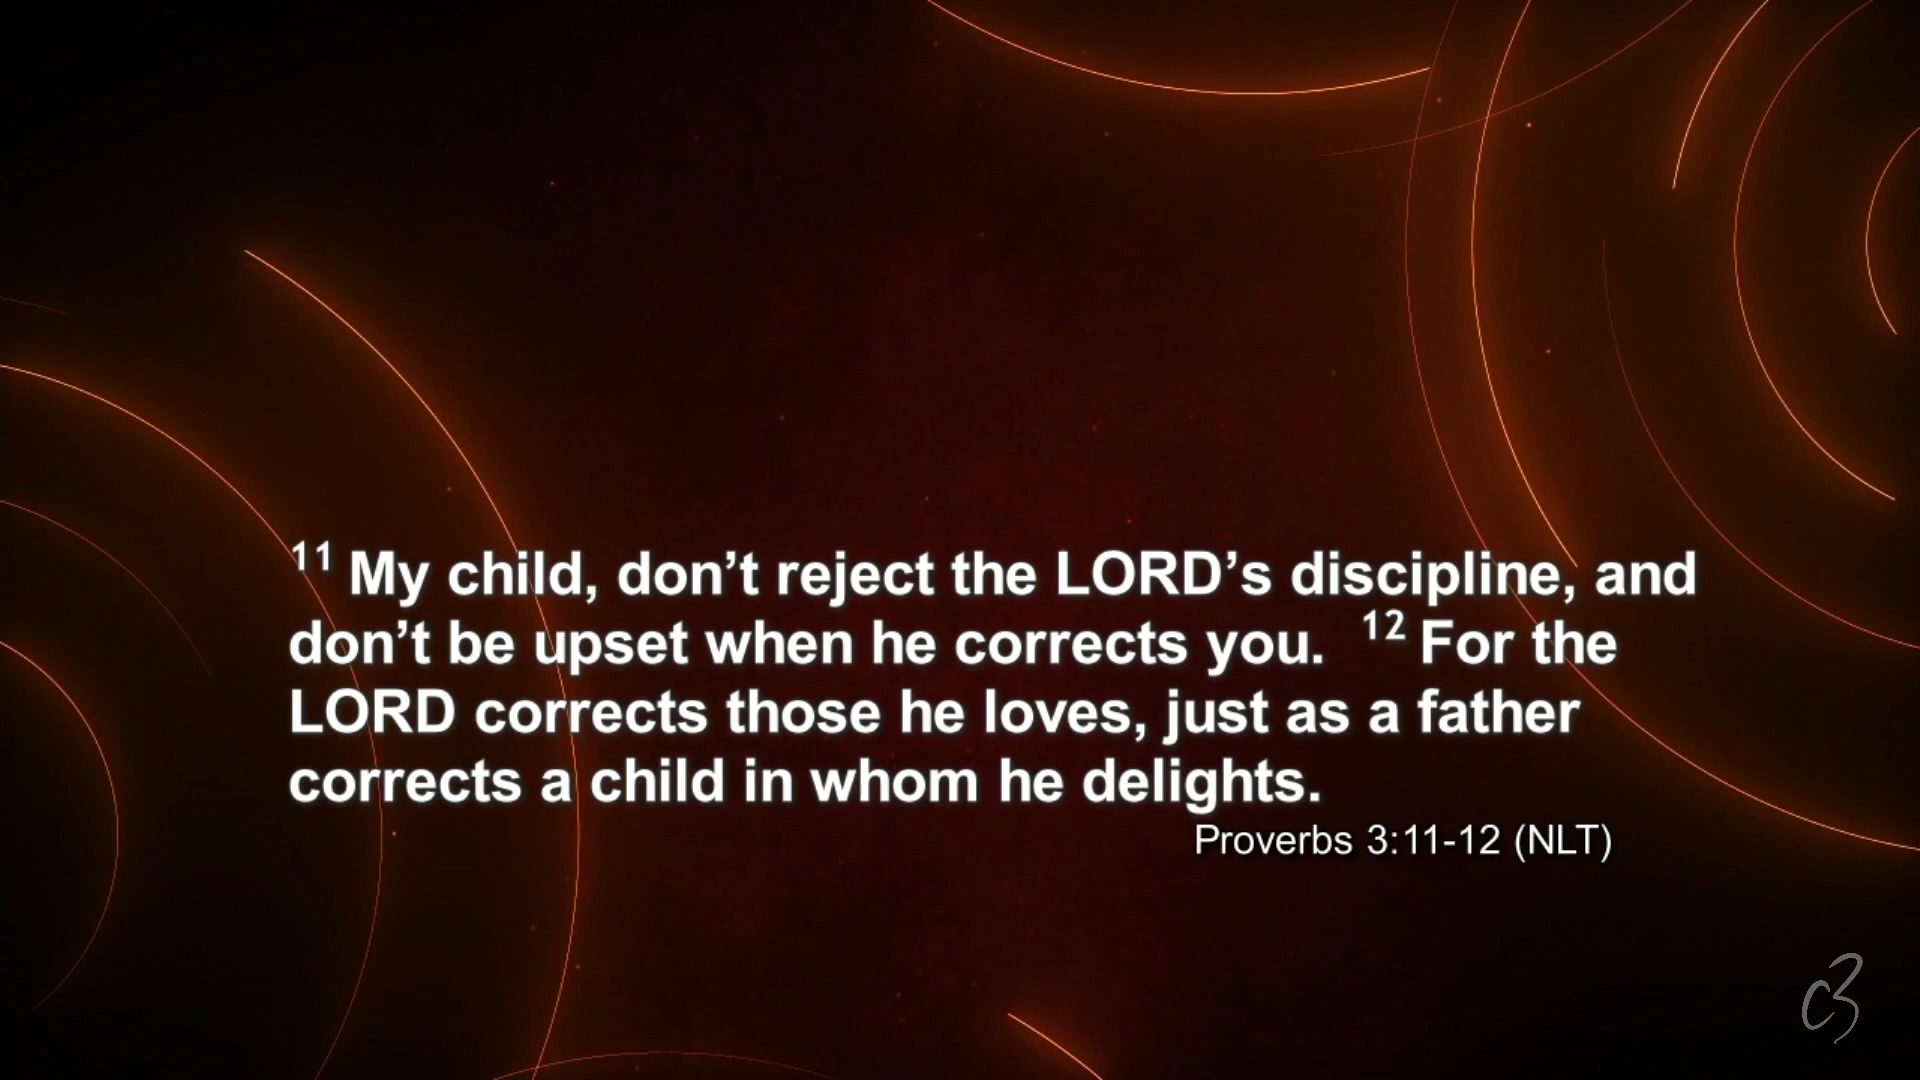 11 My child, don’t reject the LORD’s discipline, and
don’t be upset when he corrects you. 12 For the
LORD corrects those he loves, just as a father
corrects a child in whom he delights.
Proverbs 3:11-12 (NLT)
c3